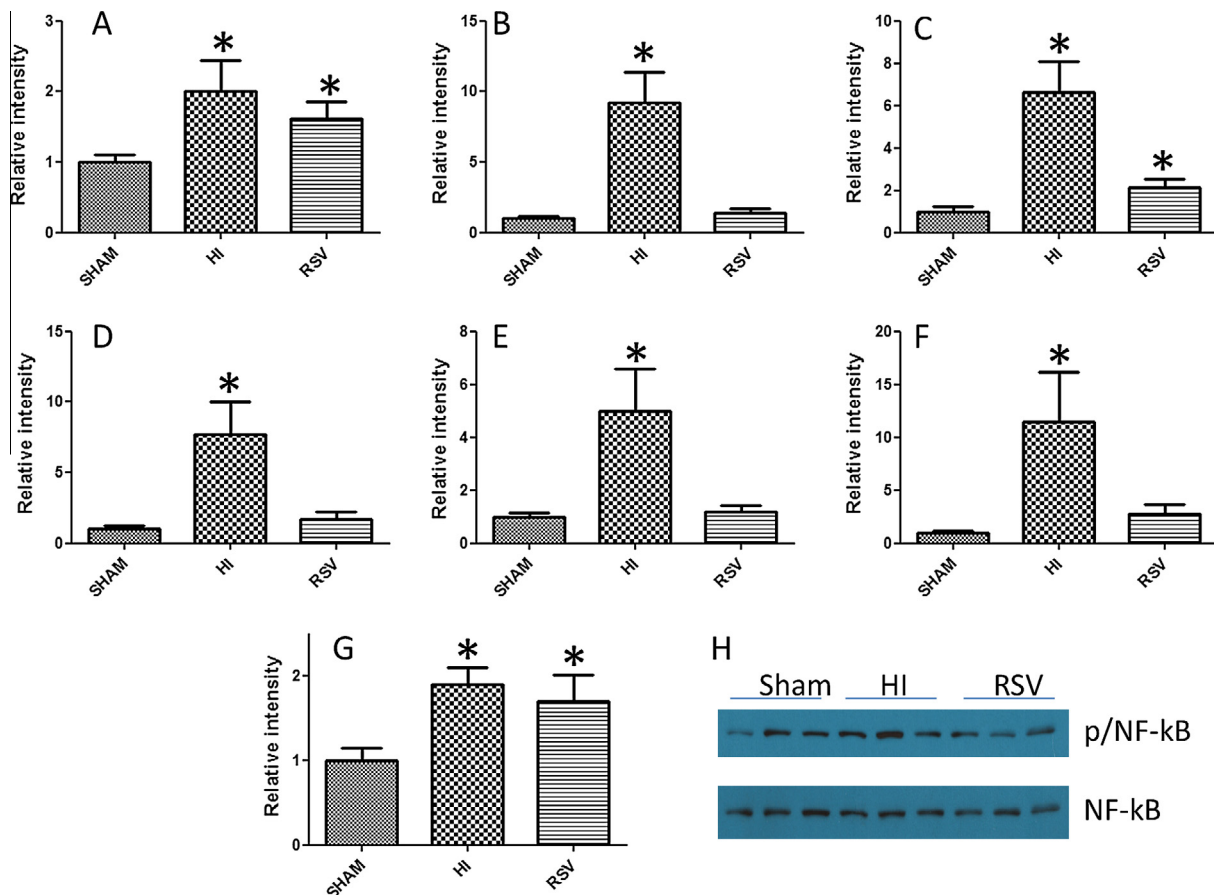 A
Relative intensity
3
2
1
0
*
*
SHAM
HI
RSV
B
Relative intensity
15
10
5
0
*
SHAM
HI
RSV
C
Relative intensity
10
8
6
4
2
0
*
*
SHAM
HI
RSV
D
Relative intensity
15
10
5
0
*
SHAM
HI
RSV
E
Relative intensity
8
6
4
2
0
*
SHAM
HI
RSV
F
Relative intensity
20
15
10
5
0
*
SHAM
HI
RSV
G
Relative intensity
2
1
0
*
*
SHAM
HI
RSV
H
Sham HI RSV
p/NF-kB
NF-kB